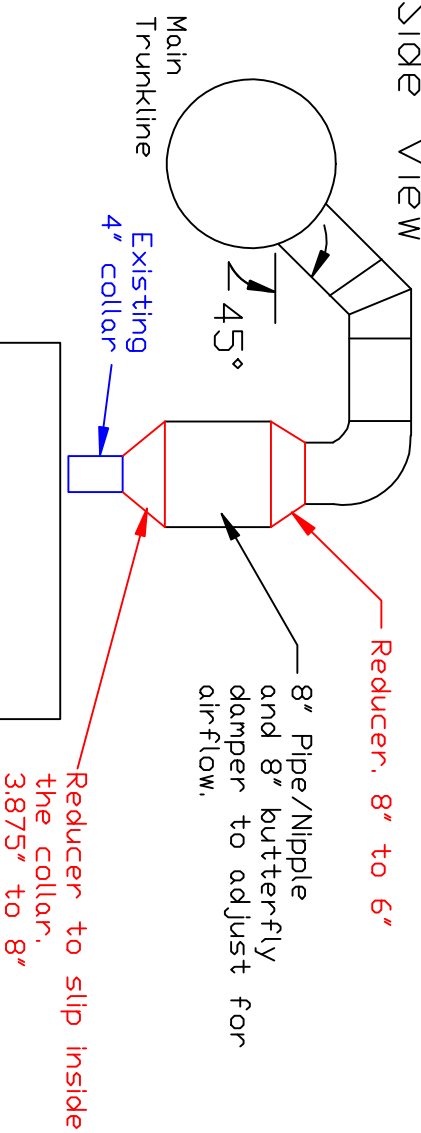 Side View
Main
Trunkline
∠45°
Existing
4" collar
Reducer. 8" to 6"
8" Pipe/Nipple
and 8" butterfly
damper to adjust for
airflow.
Reducer to slip inside
the collar.
3.875" to 8"